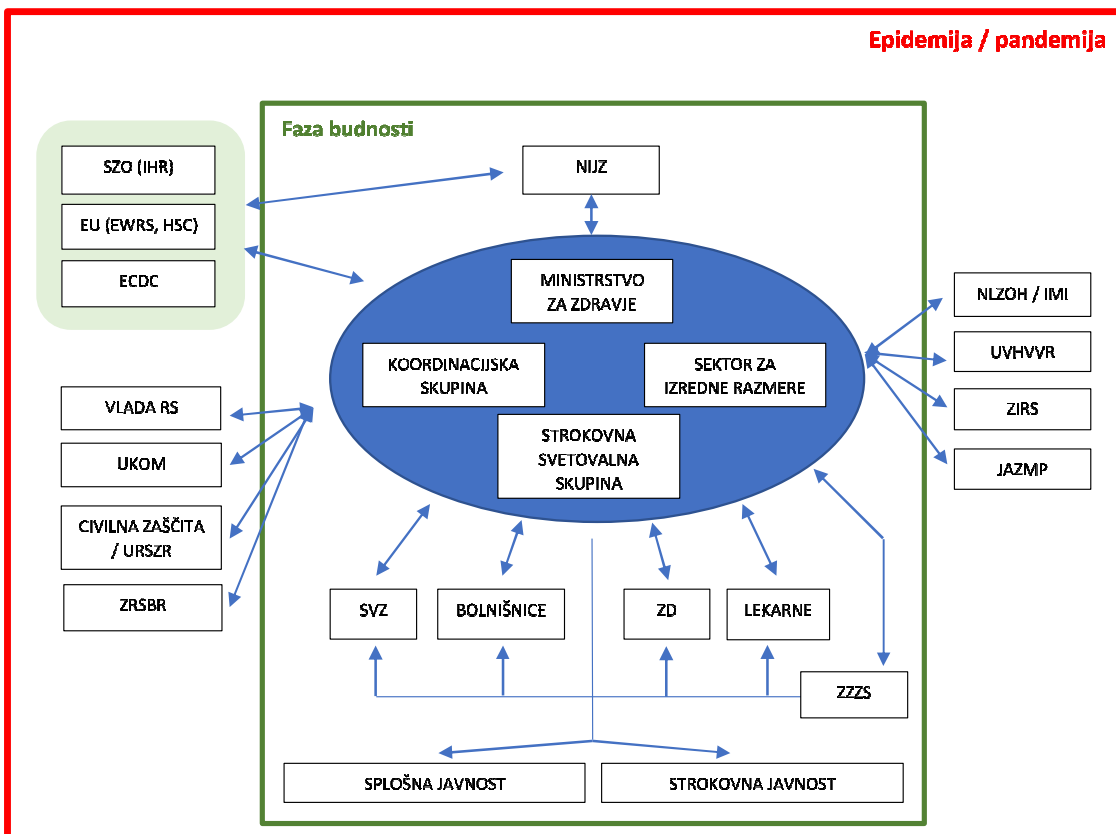 Epidemija / pandemija
Faza budnosti
SZO (IHR)
EU (EWRS, HSC)
ECDC
NIJZ
MINISTRSTVO
ZA ZDRAVJE
KOORDINACIJSKA
SKUPINA
SEKTOR ZA
IZREDNE RAZMERE
STROKOVNA
SVETOVALNA
SKUPINA
NLZOH / IMI
UVHVVR
ZIRS
JAZMP
VLADA RS
UKOM
CIVILNA ZAŠČITA
/ URSZR
ZRSBR
SVZ
BOLNIŠNICE
ZD
LEKARNE
ZZZS
SPLOŠNA JAVNOST
STROKOVNA JAVNOST